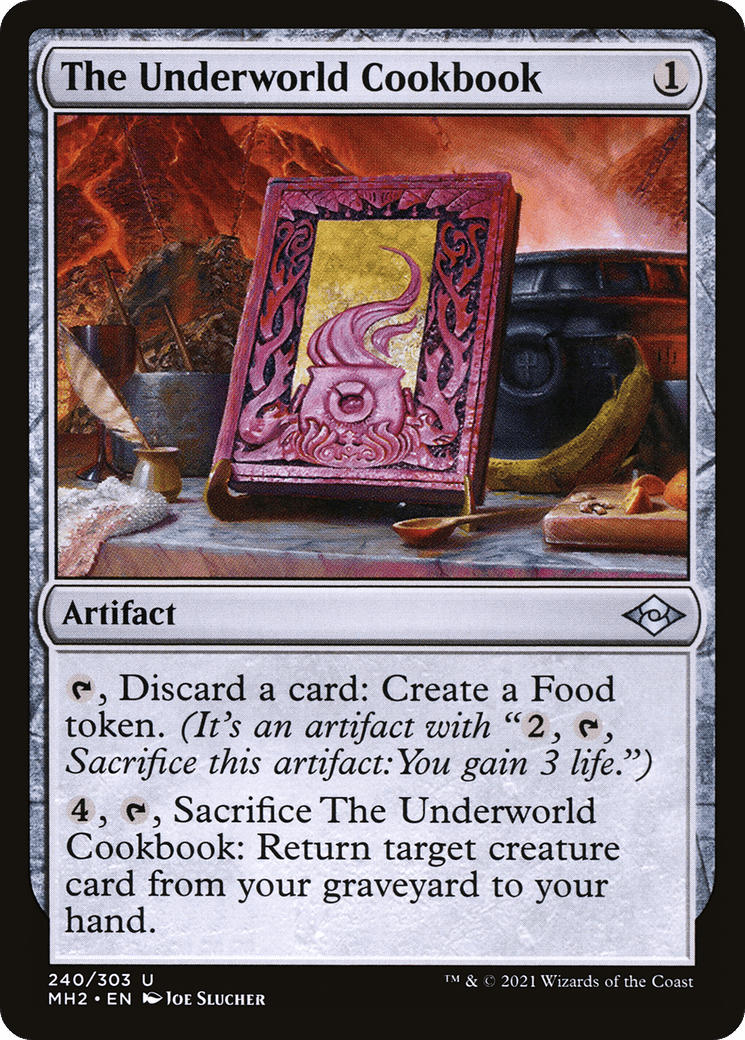 The Underworld Cookbook 1
Artifact
, Discard a card: Create a Food
token. (It's an artifact with “2, ,
Sacrifice this artifact: You gain 3 life.”)
4, , Sacrifice The Underworld
Cookbook: Return target creature
card from your graveyard to your
hand.
240/303 U
MH2 • EN Joe Slucher
™ & © 2021 Wizards of the Coast